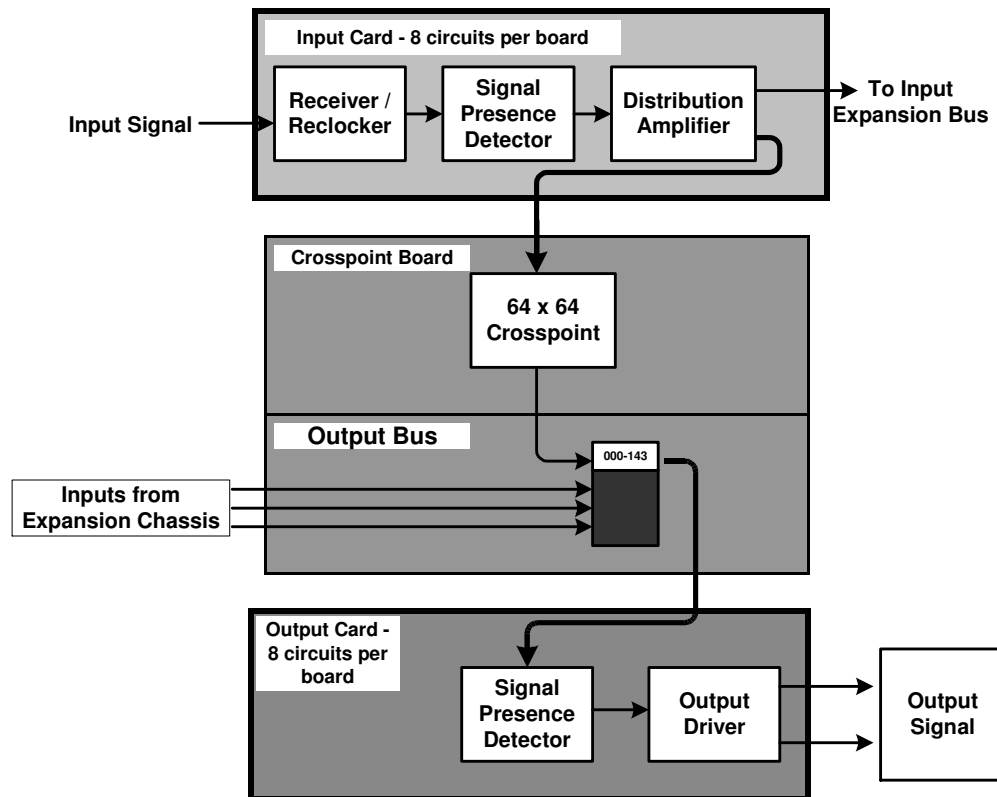 Input Card - 8 circuits per board
Input Signal
Receiver /
Reclocker
Signal
Presence
Detector
Distribution
Amplifier
To Input
Expansion Bus
Crosspoint Board
64 x 64
Crosspoint
Output Bus
000-143
Inputs from
Expansion Chassis
Output Card -
8 circuits per
board
Signal
Presence
Detector
Output
Driver
Output
Signal